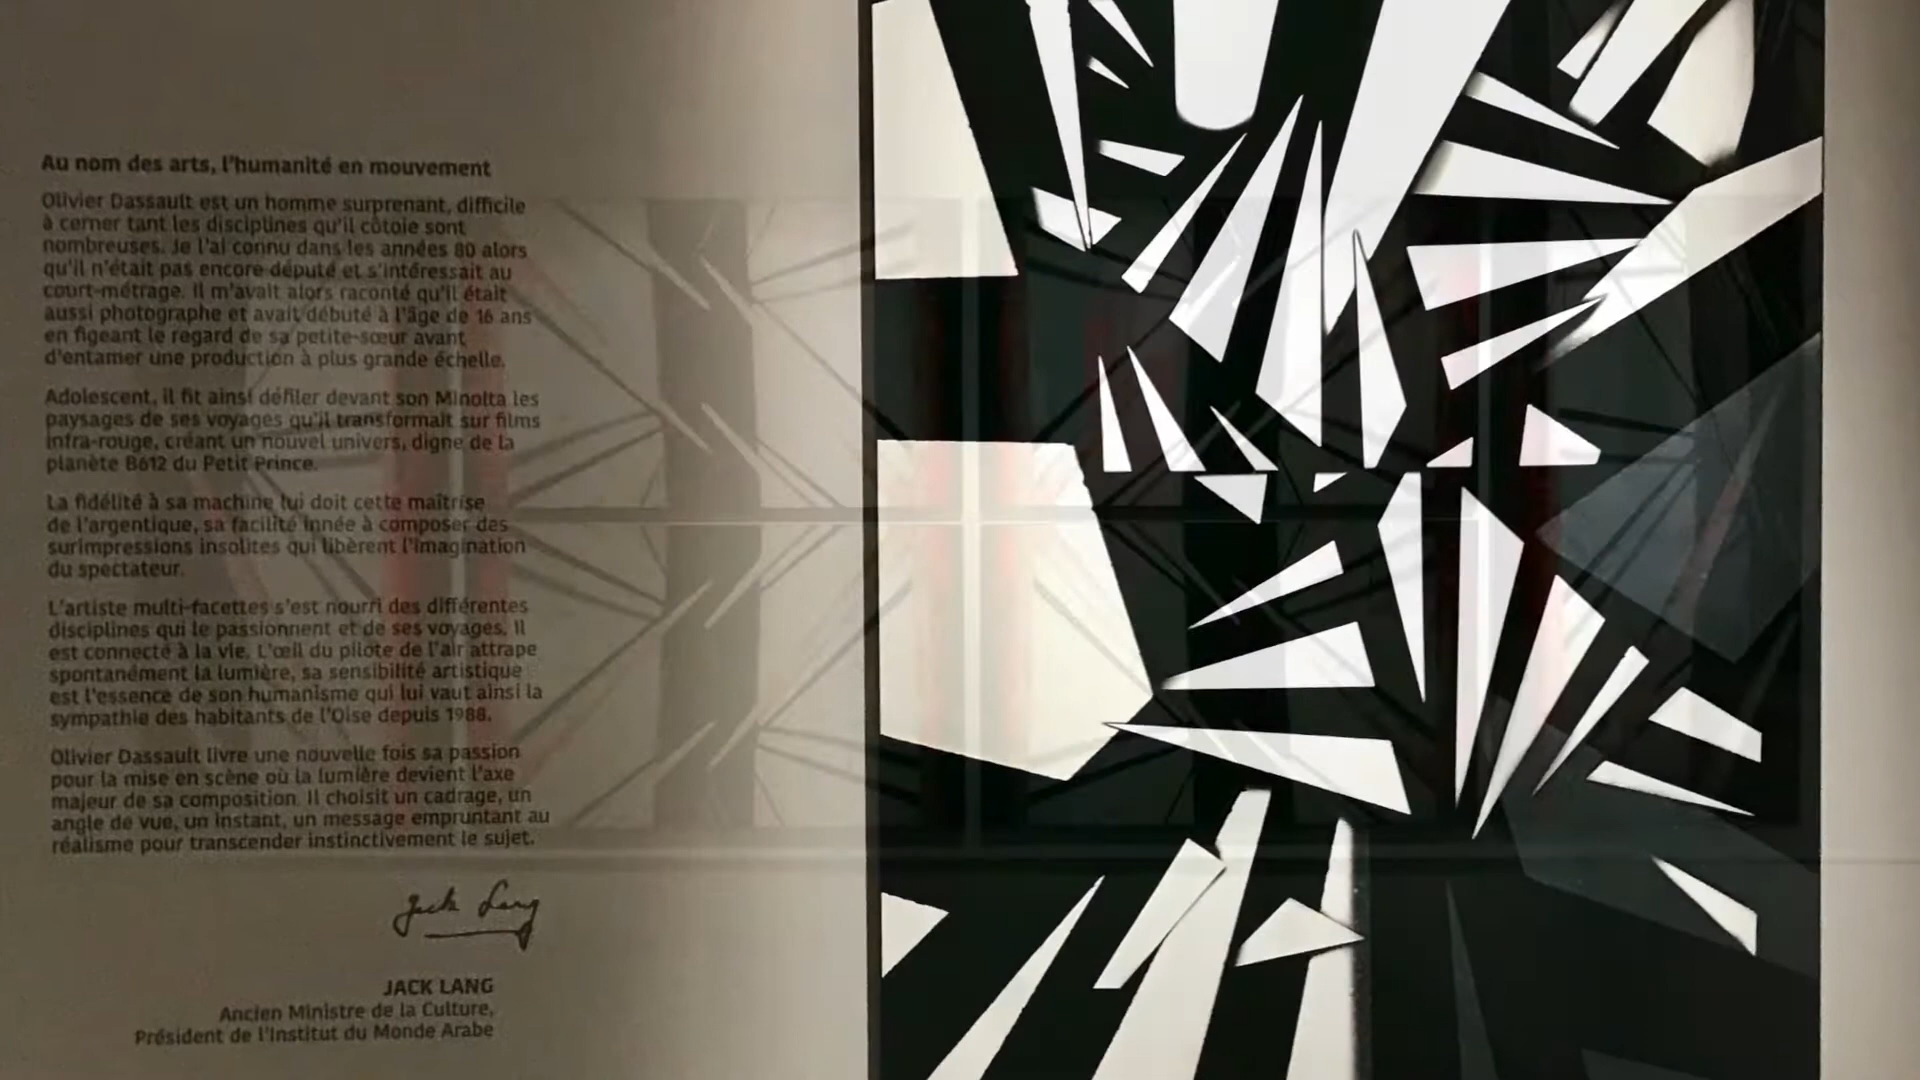 Au nom des arts, l'humanité en mouvement
Olivier Dassault est un homme surprenant, difficile
à cerner tant les disciplines qu'il côtoie sont
nombreuses. Je l'ai connu dans les années 80 alors
qu'il n'était pas encore député et s'intéressait au
court-métrage. Il m'avait alors raconté qu'il était
aussi photographe et avait débuté à l'âge de 16 ans
en figeant le regard de sa petite-sœur avant
d'entamer une production à plus grande échelle.
Adolescent, il fit ainsi défiler devant son Minolta les
paysages de ses voyages qu'il transformait sur films
infra-rouge, créant un nouvel univers, digne de la
planète B612 du Petit Prince.
La fidélité à sa machine lui doit cette maîtrise
de l'argentique, sa facilité innée à composer des
surimpressions insolites qui libèrent l'imagination
du spectateur.
L'artiste multi-facettes s'est nourri des différentes
disciplines qui le passionnent et de ses voyages. Il
est connecté à la vie. L'œil du pilote de l'air attrape
spontanément la lumière, sa sensibilité artistique
est l'essence de son humanisme qui lui vaut ainsi la
sympathie des habitants de l'Oise depuis 1988.
Olivier Dassault livre une nouvelle fois sa passion
pour la mise en scène où la lumière devient l'axe
majeur de sa composition. Il choisit un cadrage, un
angle de vue, un instant, un message empruntant au
réalisme pour transcender instinctivement le sujet.
Jack Lang
JACK LANG
Ancien Ministre de la Culture,
Président de l'Institut du Monde Arabe